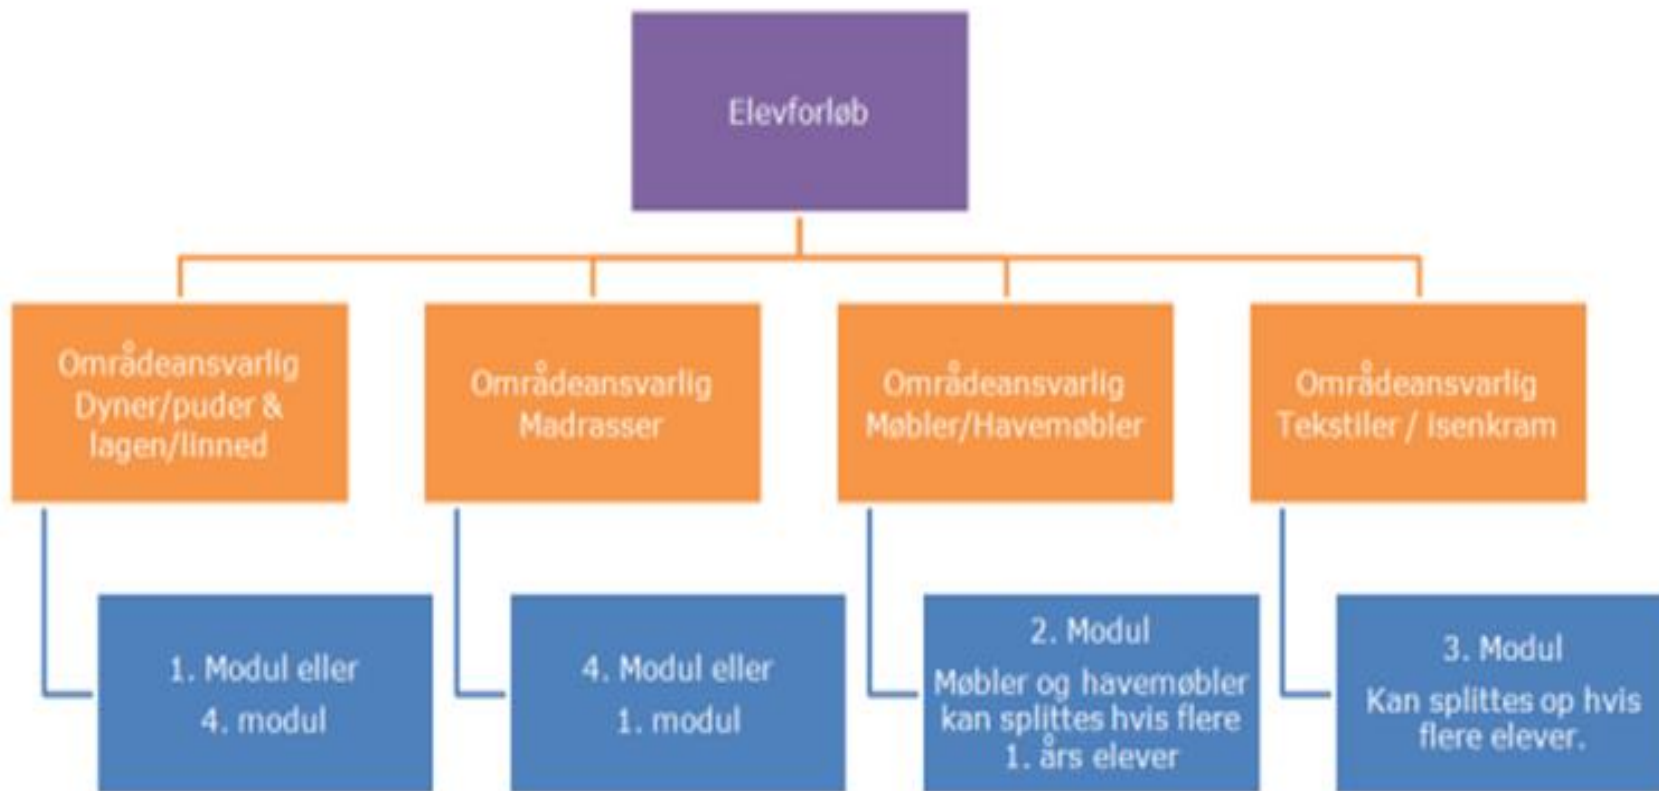 Elevforløb
Områdeansvarlig
Dyner/puder &
lagen/linned
Områdeansvarlig
Madrasser
Områdeansvarlig
Møbler/Havemøbler
Områdeansvarlig
Tekstiler / isenkram
1. Modul eller
4. modul
4. Modul eller
1. modul
2. Modul
Møbler og havemøbler
kan splittes hvis flere
1. års elever
3. Modul
Kan splittes op hvis
flere elever.